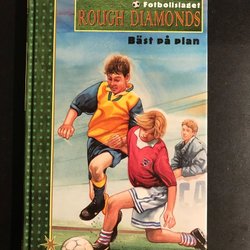 Fotbollslaget
ROUGH DIAMONDS
Bäst på plan